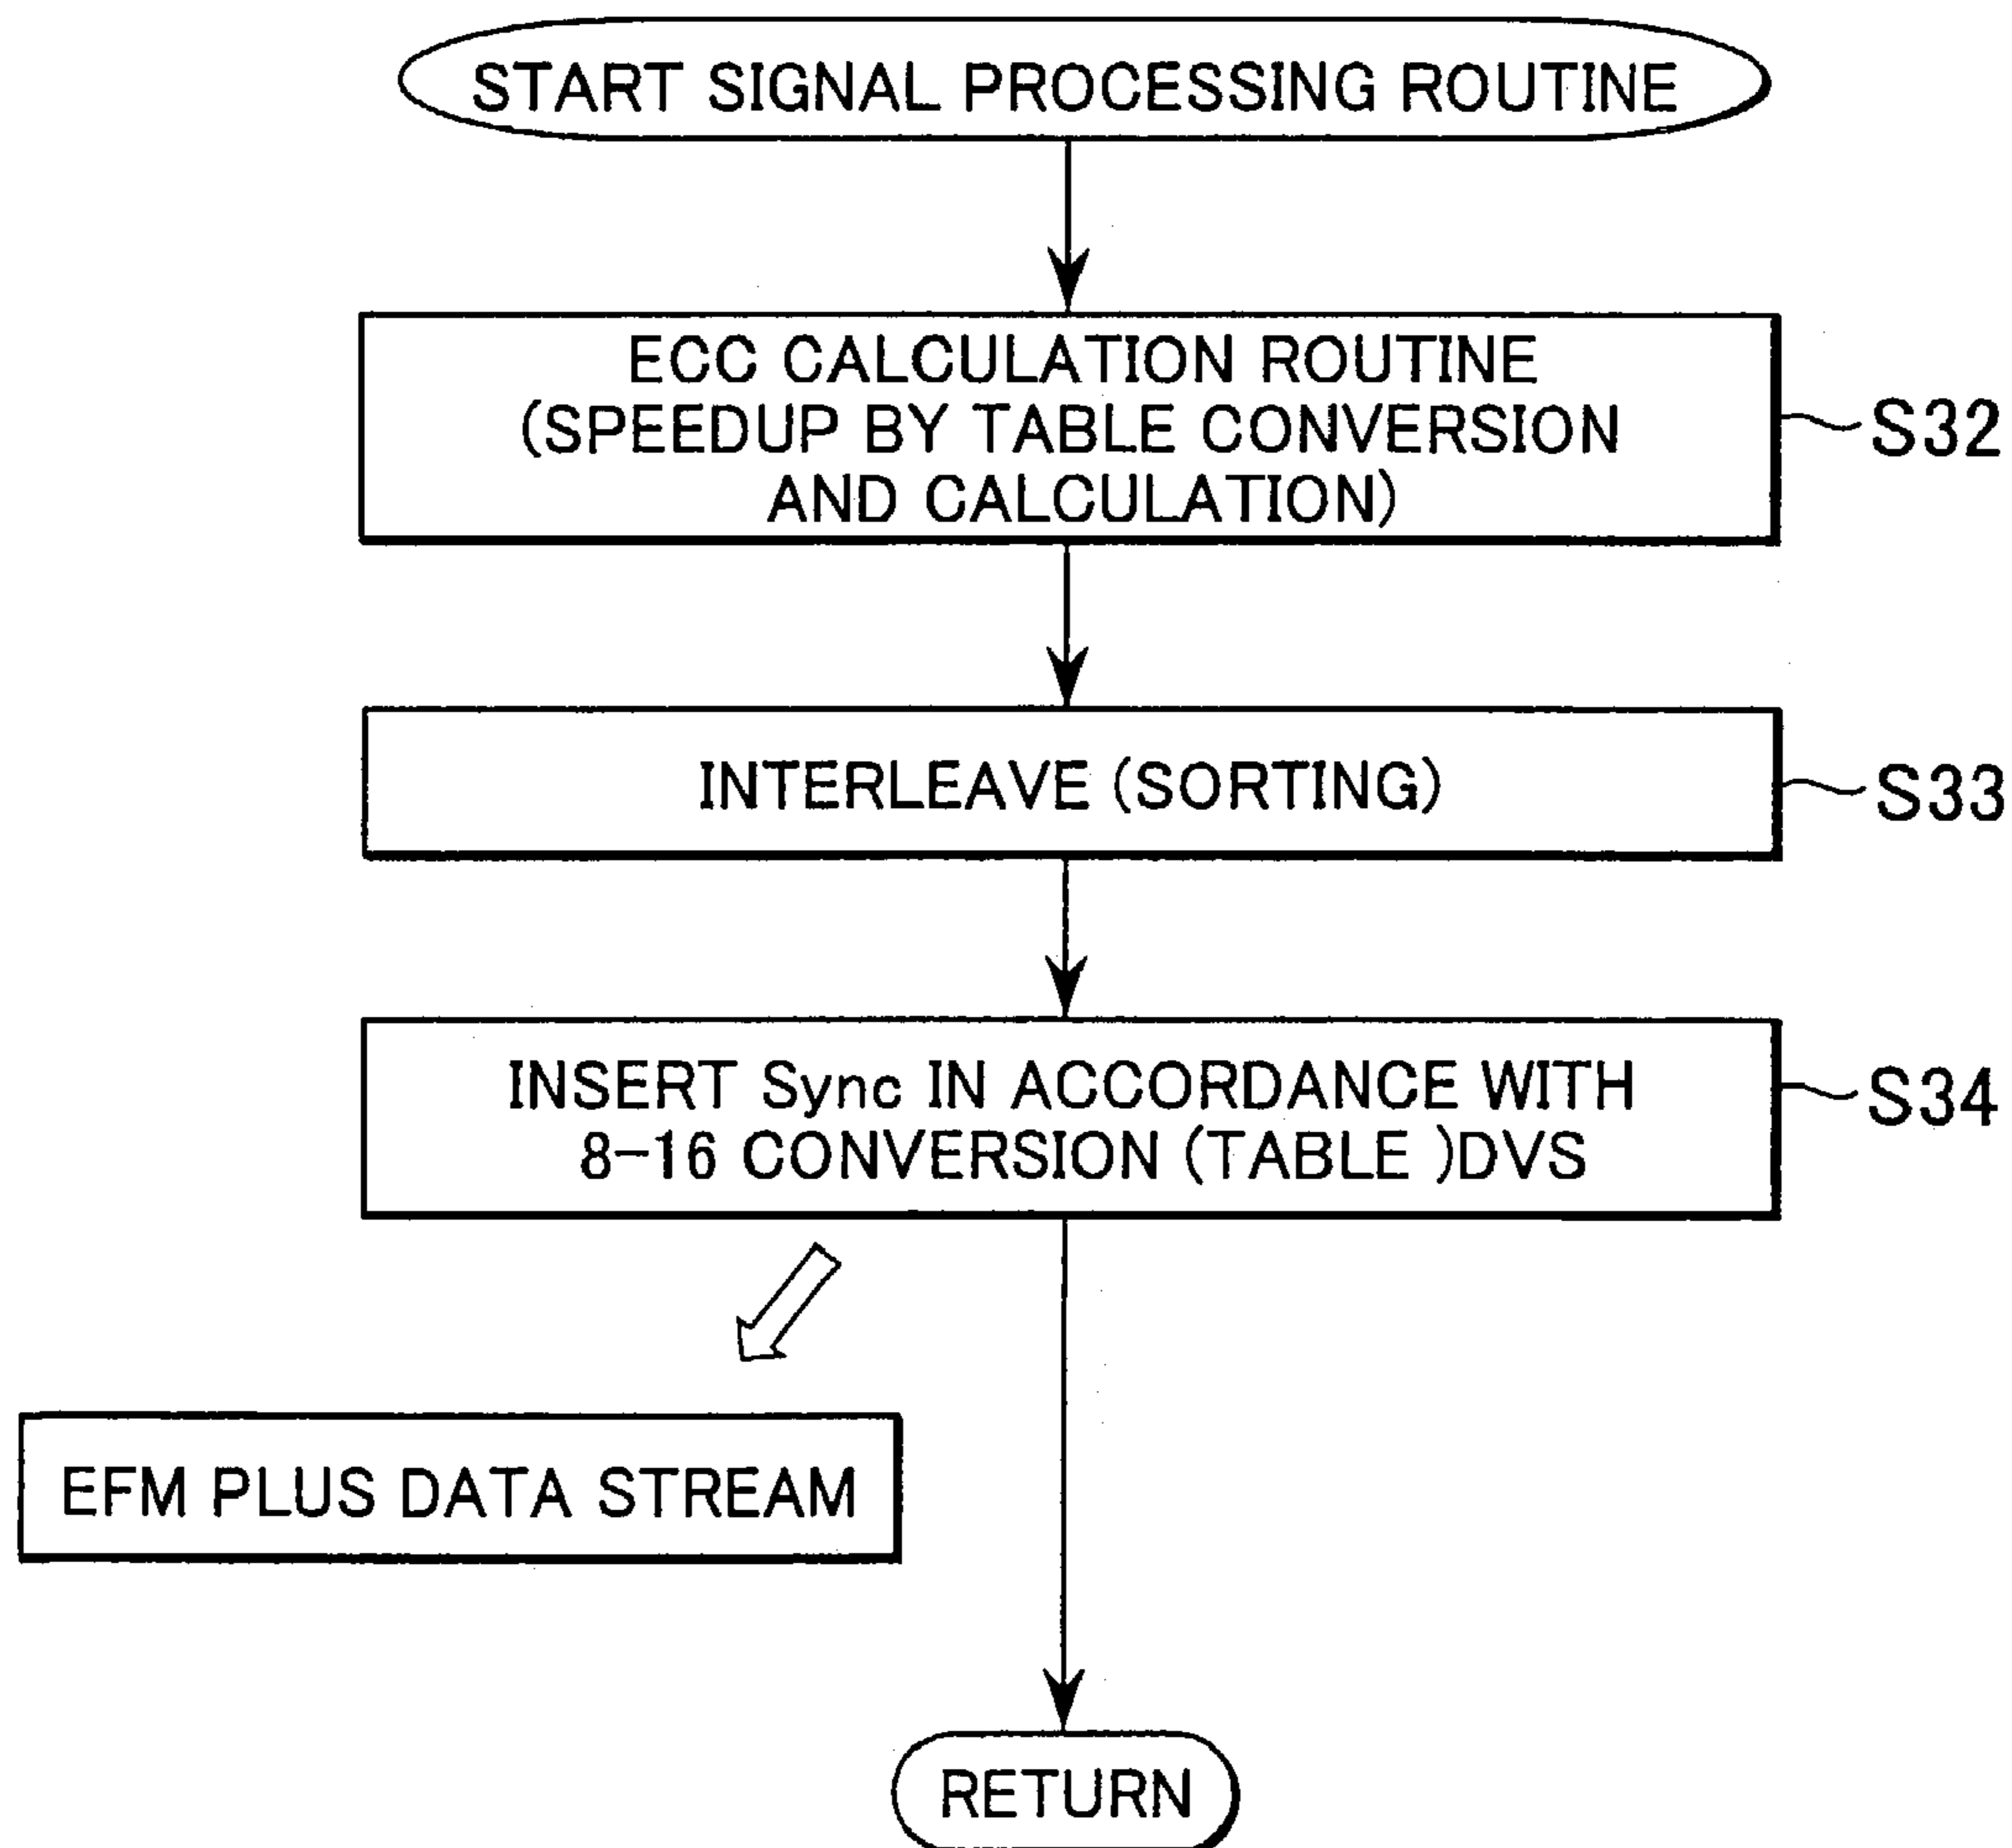 START SIGNAL PROCESSING ROUTINE
ECC CALCULATION ROUTINE
(SPEEDUP BY TABLE CONVERSION
AND CALCULATION)
S32
INTERLEAVE (SORTING)
S33
INSERT Sync IN ACCORDANCE WITH
8-16 CONVERSION (TABLE )DVS
S34
EFM PLUS DATA STREAM
RETURN